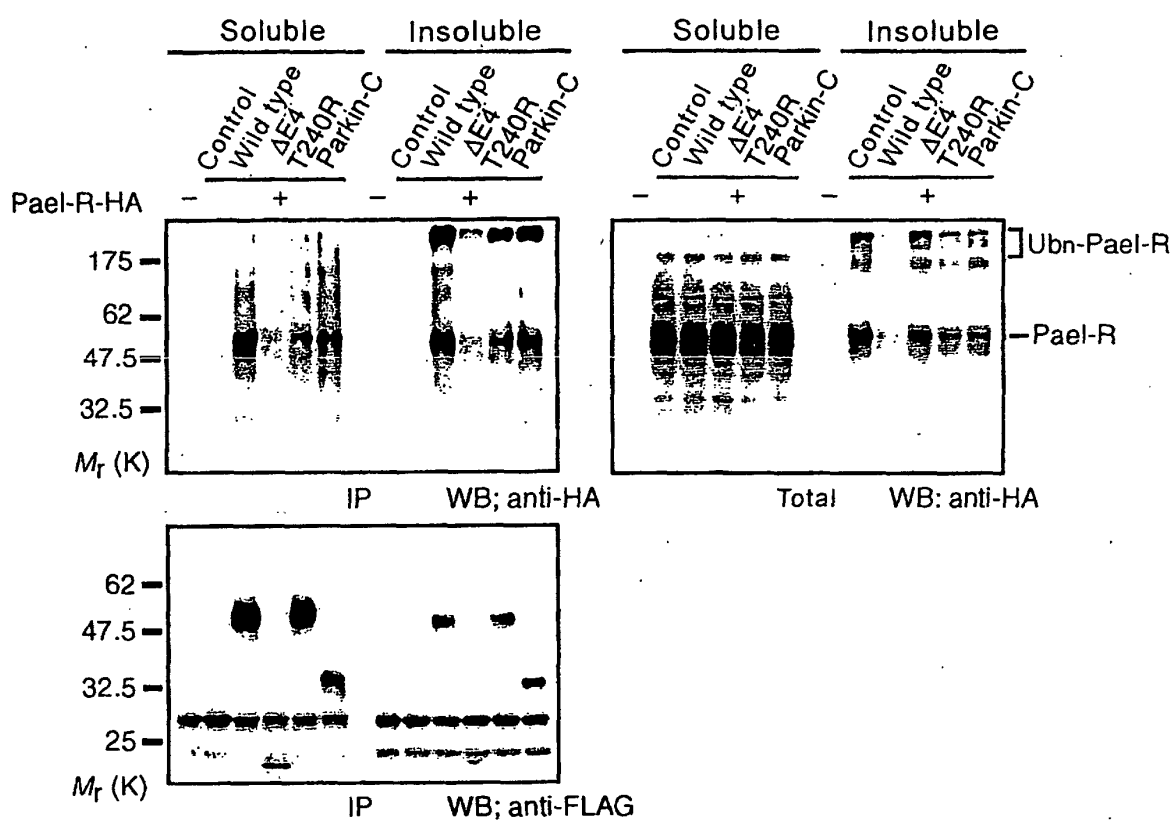 Soluble Insoluble Soluble Insoluble
Control Wild type ΔE4 T240R Parkin-C Control Wild type ΔE4 T240R Parkin-C Control Wild type ΔE4 T240R Parkin-C Control Wild type ΔE4 T240R Parkin-C
Pael-R-HA − + − + − + − +
175
62
47.5
32.5
Mr (K)
Ubn-Pael-R
Pael-R
IP WB; anti-HA Total WB: anti-HA
62
47.5
32.5
25
Mr (K)
IP WB; anti-FLAG